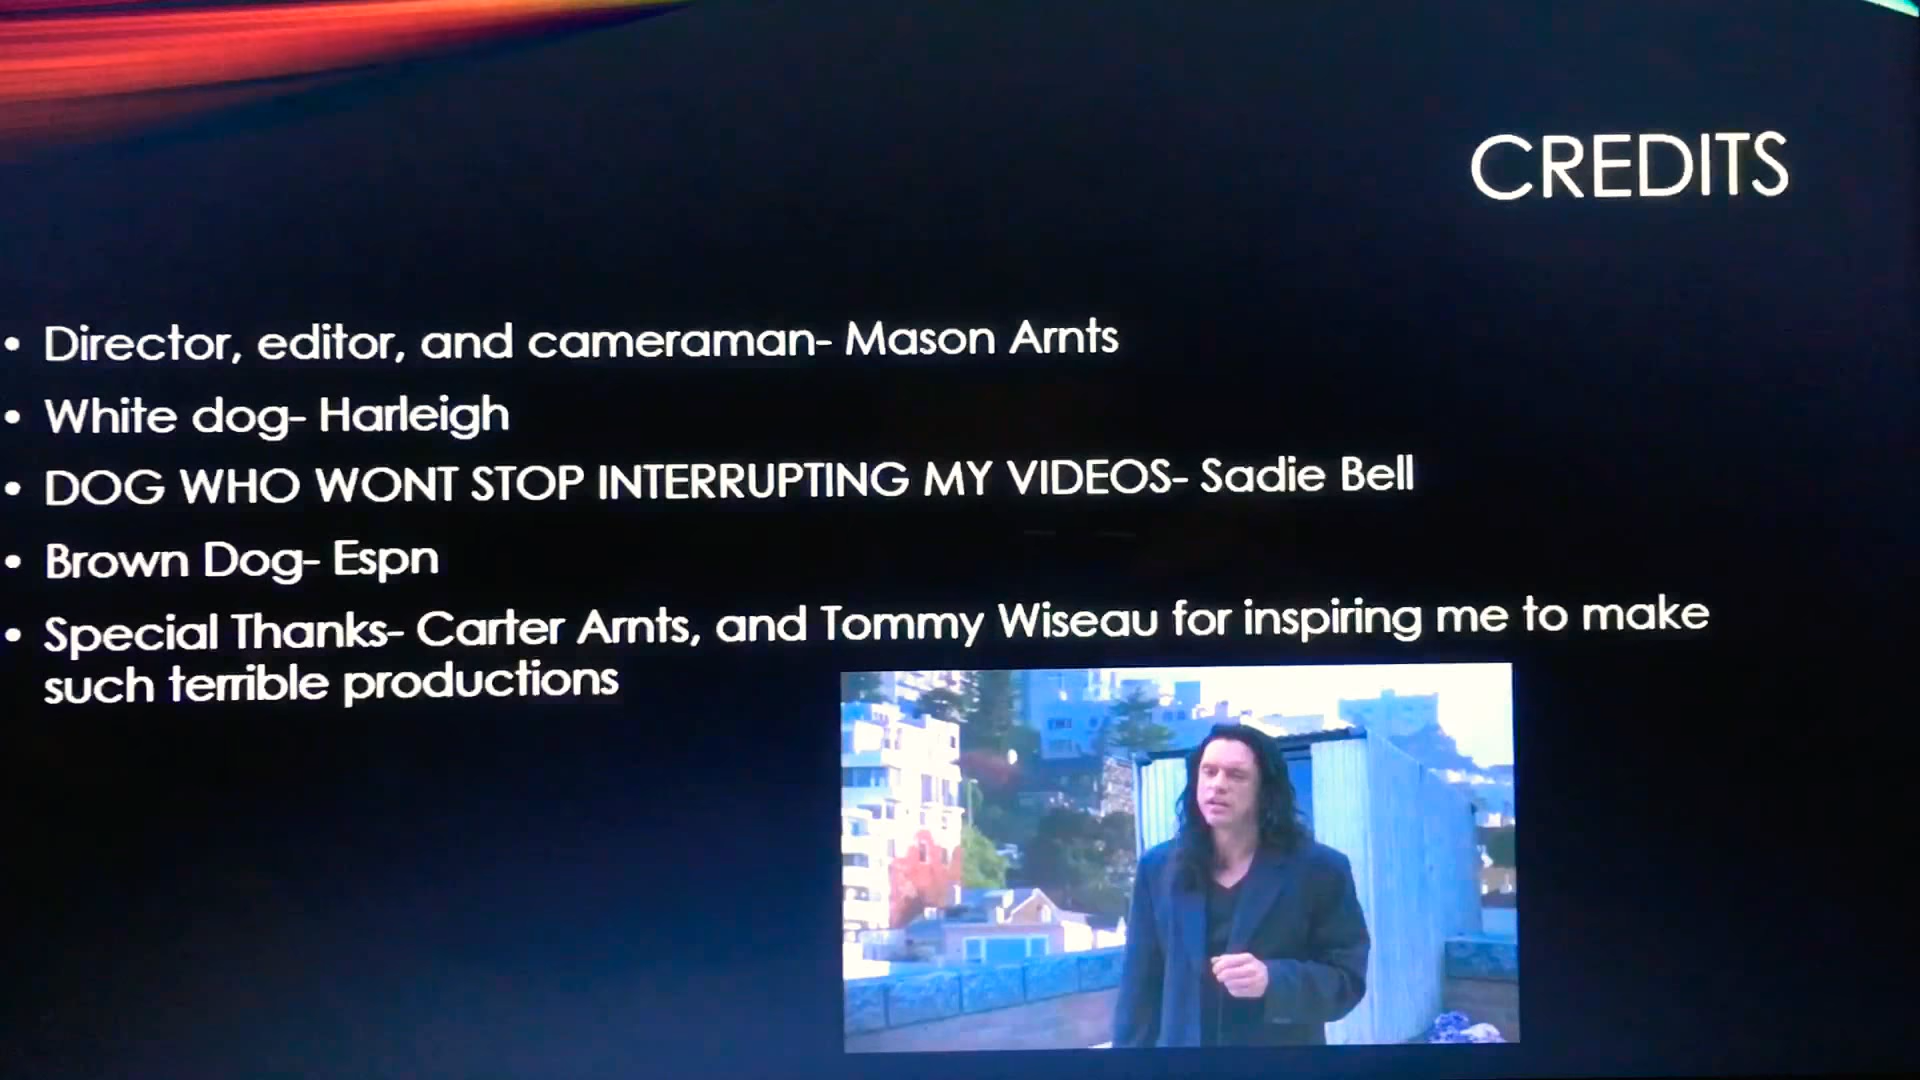 CREDITS
• Director, editor, and cameraman- Mason Arnts
• White dog- Harleigh
• DOG WHO WONT STOP INTERRUPTING MY VIDEOS- Sadie Bell
• Brown Dog- Espn
• Special Thanks- Carter Arnts, and Tommy Wiseau for inspiring me to make
such terrible productions